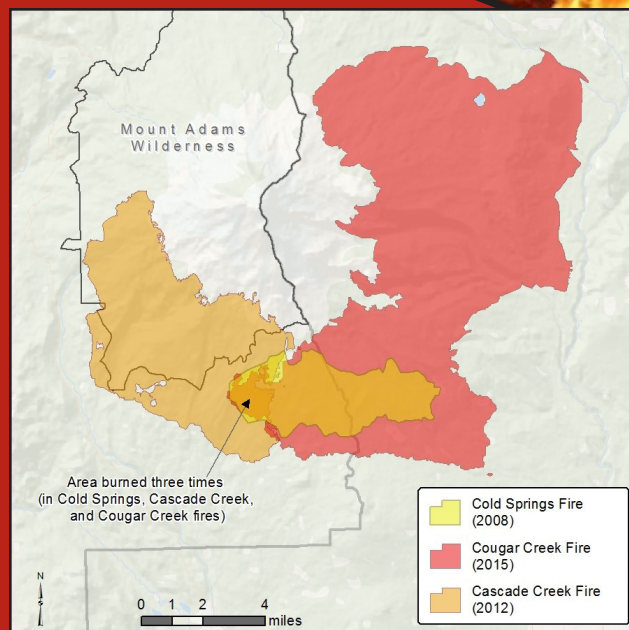 Mount Adams
Wilderness
Area burned three times
(in Cold Springs, Cascade Creek,
and Cougar Creek fires)
Cold Springs Fire
(2008)
Cougar Creek Fire
(2015)
Cascade Creek Fire
(2012)
N
0 1 2 4
miles